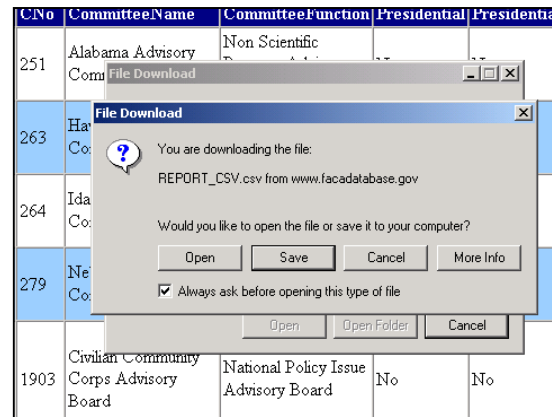 CNo CommitteeName CommitteeFunction Presidential
251 Alabama Advisory
Non Scientific
File Download
File Download
263
You are downloading the file:
REPORT_CSV.csv from www.facadatabase.gov
264
Would you like to open the file or save it to your computer?
Open Save Cancel More Info
279
Always ask before opening this type of file
Open Open Folder Cancel
1903 Civilian Community
Corps Advisory
Board
National Policy Issue
Advisory Board
No No